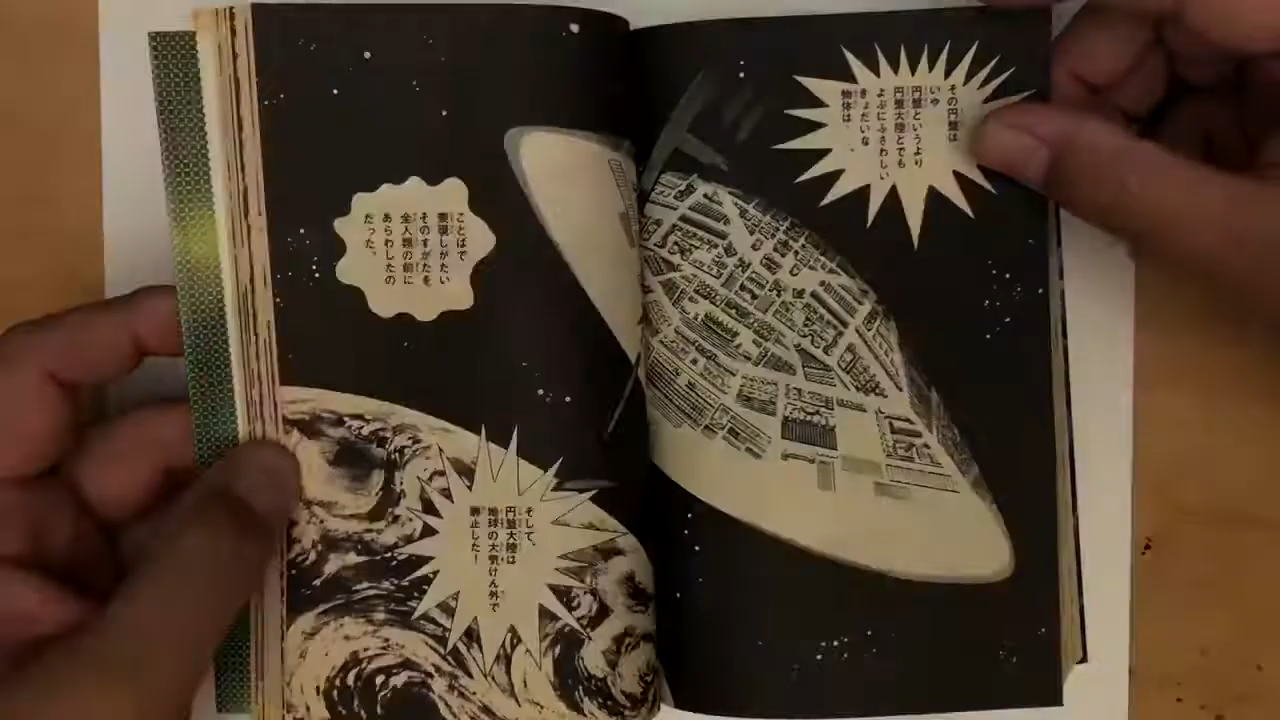 その円盤は
いや
円盤というより
円盤大陸とでも
よぶにふさわしい
きょだいな
物体は、
ことばで
表現しがたい
そのすがたを
全人類の前に
あらわしたの
だった。
そして、
円盤大陸は
地球の大気けん外で
静止した!